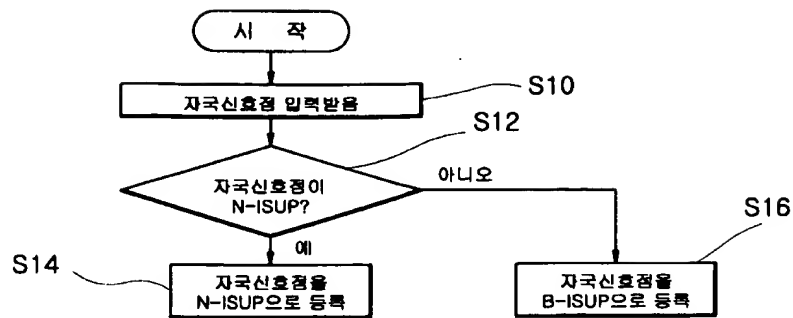 시 작
자국신호점 입력받음
S10
S12
자국신호점이
N-ISUP?
아니오
예
S14
자국신호점을
N-ISUP으로 등록
S16
자국신호점을
B-ISUP으로 등록